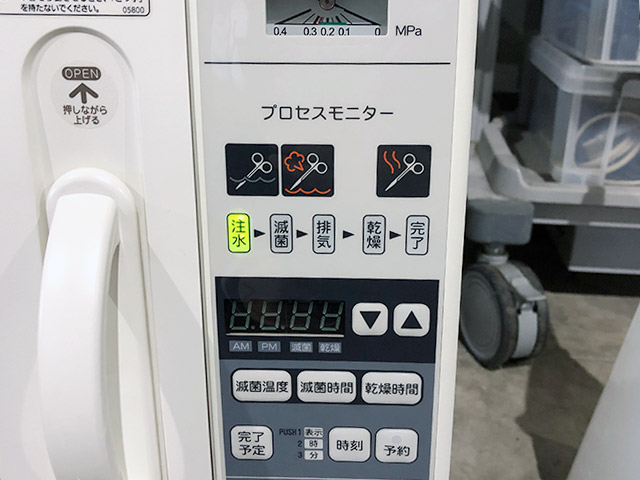 を持たないでください。 05800
OPEN
押しながら
上げる
0.4 0.3 0.2 0.1 0 MPa
プロセスモニター
注水 滅菌 排気 乾燥 完了
AM PM 滅菌 乾燥
滅菌温度 滅菌時間 乾燥時間
完了予定
PUSH 1 表示
2 時
3 分
時刻 予約